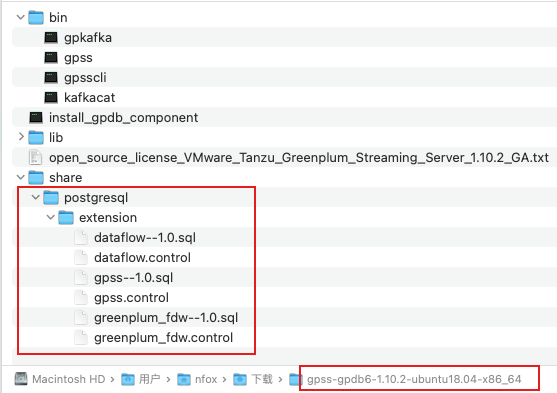 bin
gpkafka
gpss
gpsscli
kafkacat
install_gpdb_component
lib
open_source_license_VMware_Tanzu_Greenplum_Streaming_Server_1.10.2_GA.txt
share
postgresql
extension
dataflow--1.0.sql
dataflow.control
gpss--1.0.sql
gpss.control
greenplum_fdw--1.0.sql
greenplum_fdw.control
Macintosh HD › 用户 › nfox › 下载 › gpss-gpdb6-1.10.2-ubuntu18.04-x86_64